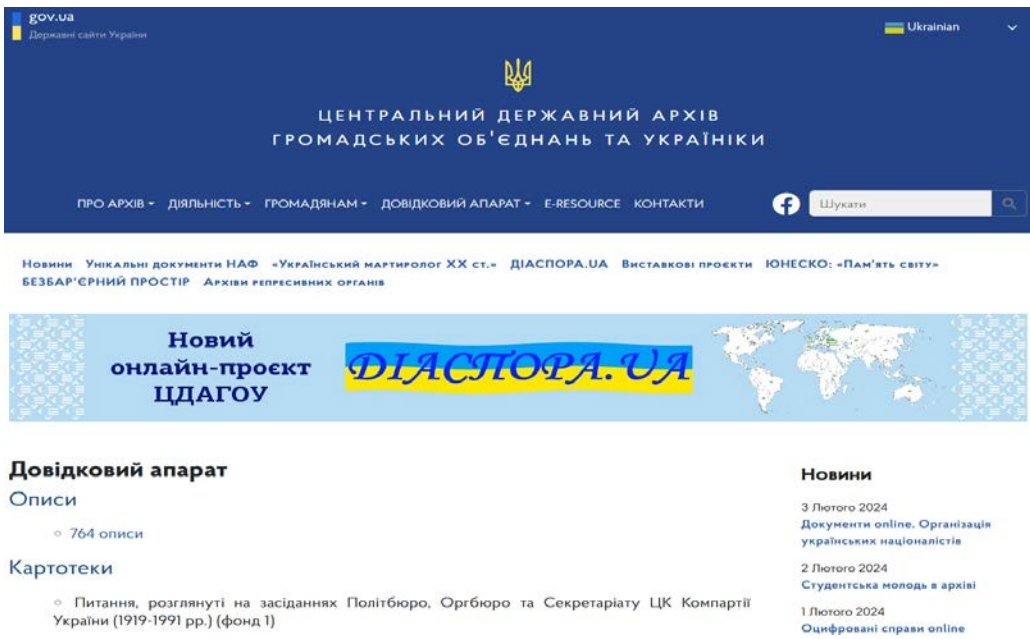 gov.ua
Державні сайти України
Ukrainian
ЦЕНТРАЛЬНИЙ ДЕРЖАВНИЙ АРХІВ
ГРОМАДСЬКИХ ОБ'ЄДНАНЬ ТА УКРАЇНІКИ
ПРО АРХІВ ДІЯЛЬНІСТЬ ГРОМАДЯНАМ ДОВІДКОВИЙ АПАРАТ E-RESOURCE КОНТАКТИ
Шукати
Новини Унікальні документи НАФ «Український мартиролог ХХ ст.» ДІАСПОРА.UA Виставкові проєкти ЮНЕСКО: «Пам'ять світу»
БЕЗБАР'ЄРНИЙ ПРОСТІР Архіви репресивних органів
Новий
онлайн-проєкт
ЦДАГОУ
ДІАСПОРА.UA
Довідковий апарат
Описи
764 описи
Картотеки
Питання, розглянуті на засіданнях Політбюро, Оргбюро та Секретаріату ЦК Компартії
України (1919-1991 рр.) (фонд 1)
Новини
3 Лютого 2024
Документи online. Організація
українських націоналістів
2 Лютого 2024
Студентська молодь в архіві
1 Лютого 2024
Оцифровані справи online